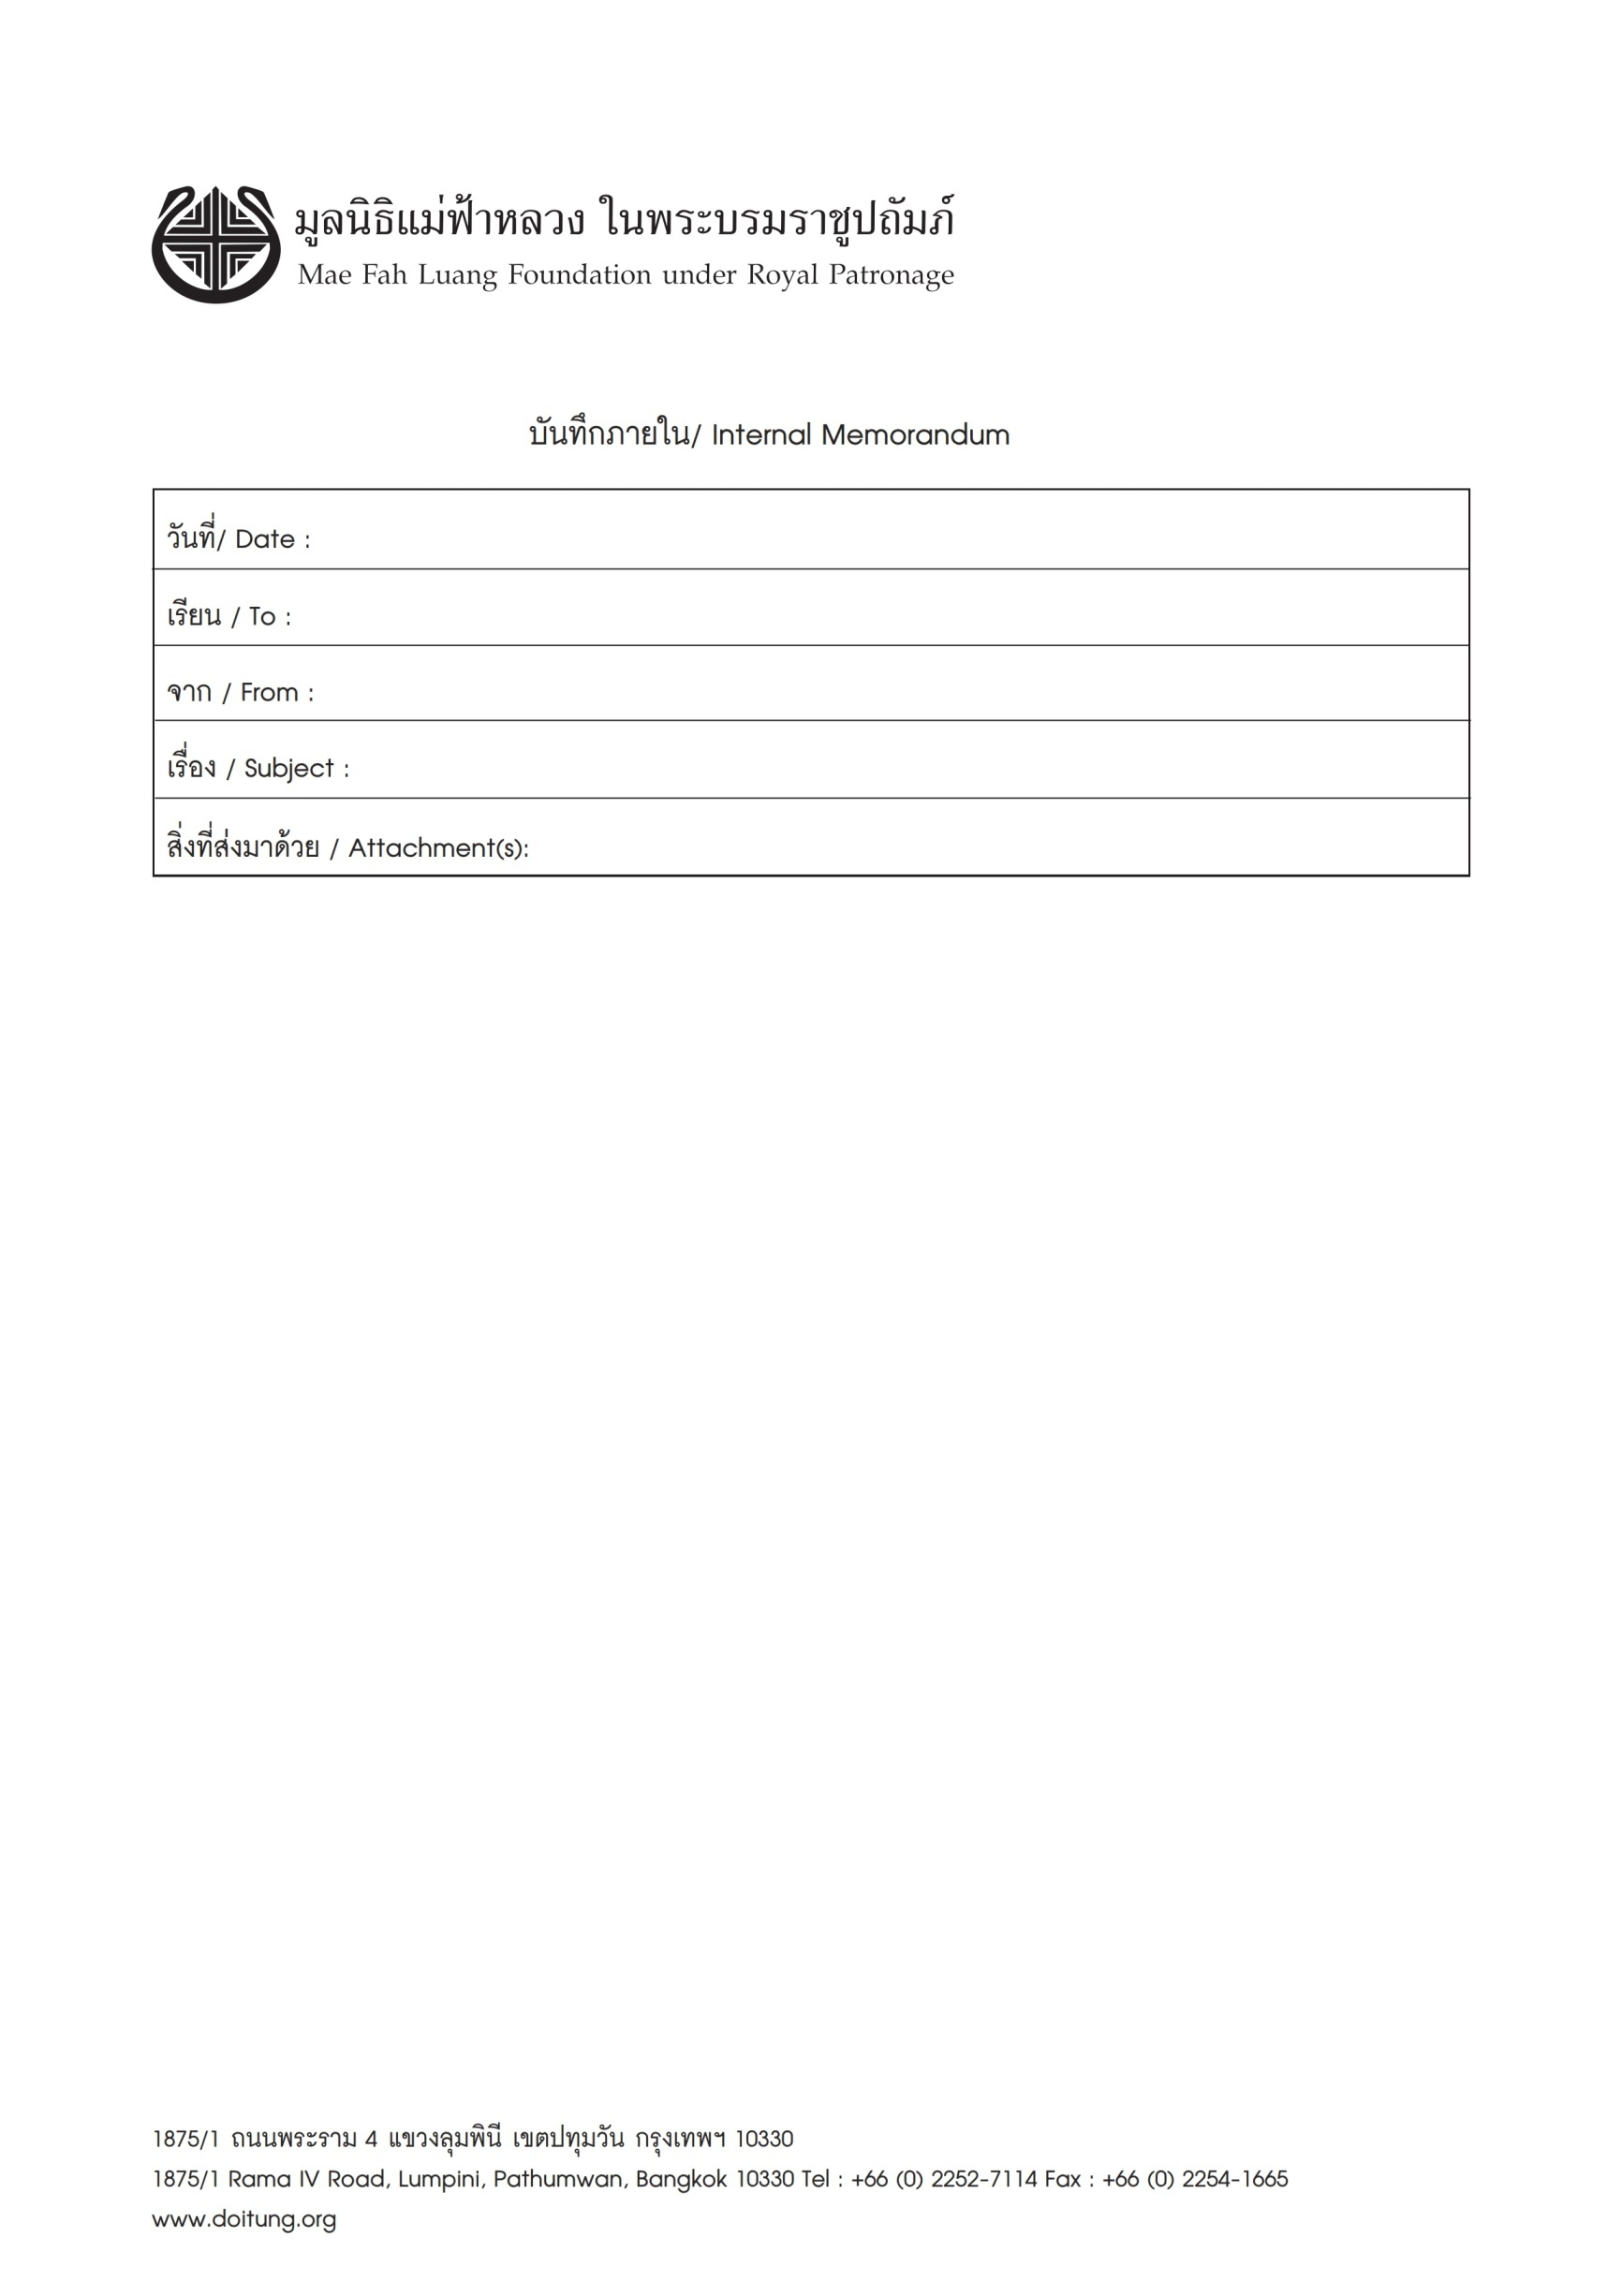 มูลนิธิแม่ฟ้าหลวง ในพระบรมราชูปถัมภ์
Mae Fah Luang Foundation under Royal Patronage
บันทึกภายใน/ Internal Memorandum
วันที่/ Date :
เรียน / To :
จาก / From :
เรื่อง / Subject :
สิ่งที่ส่งมาด้วย / Attachment(s):
1875/1 ถนนพระราม 4 แขวงลุมพินี เขตปทุมวัน กรุงเทพฯ 10330
1875/1 Rama IV Road, Lumpini, Pathumwan, Bangkok 10330 Tel : +66 (0) 2252-7114 Fax : +66 (0) 2254-1665
www.doitung.org